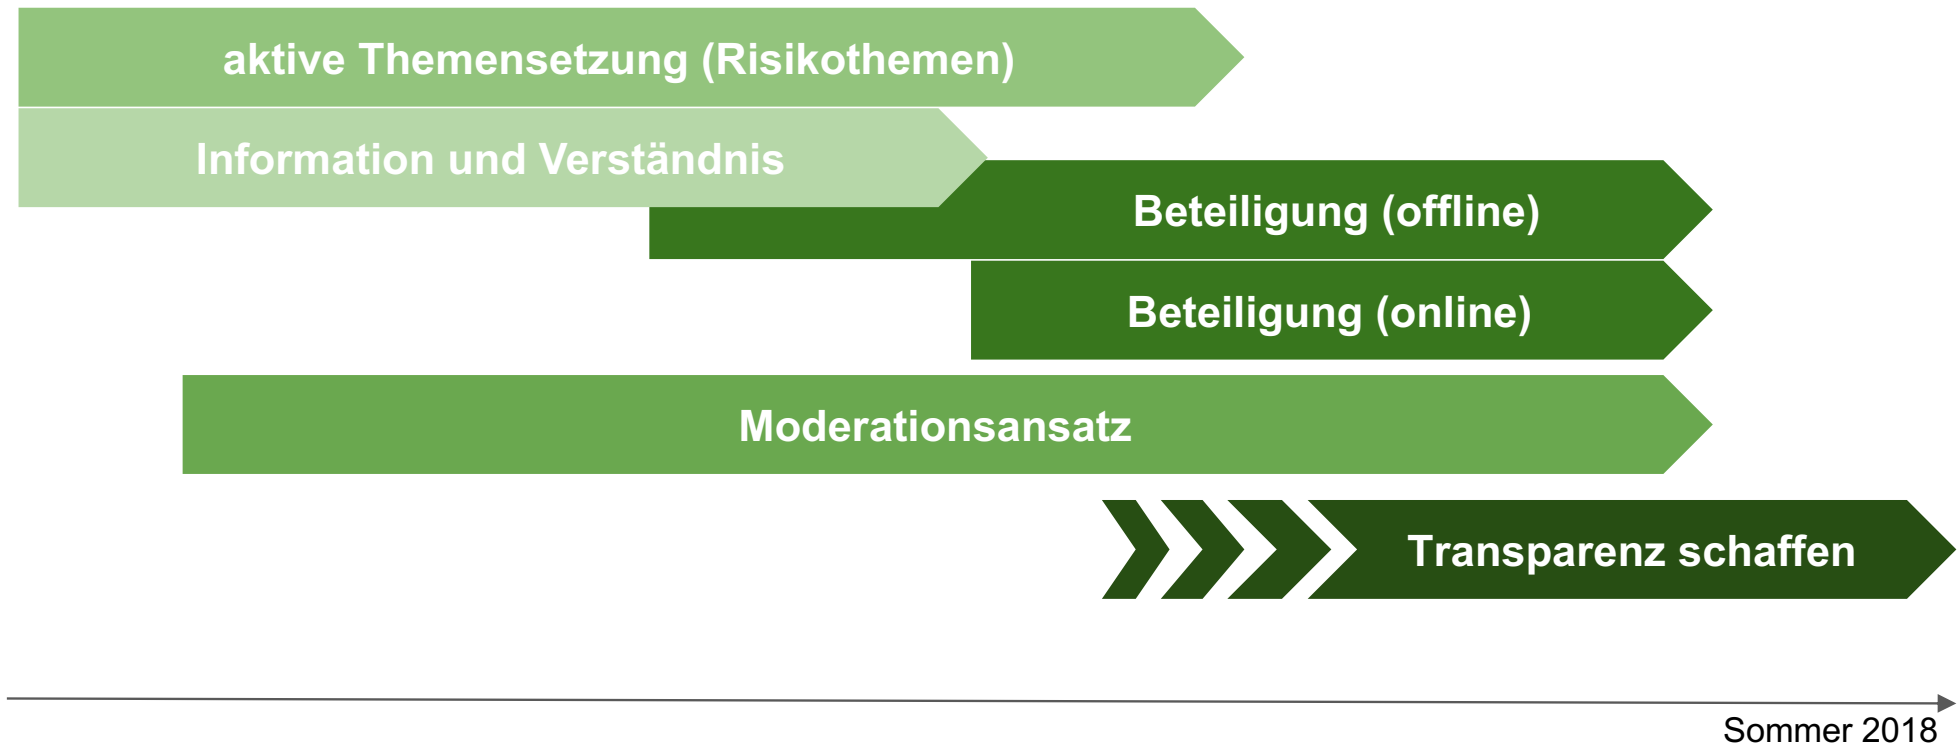 aktive Themensetzung (Risikothemen)
Information und Verständnis
Beteiligung (offline)
Beteiligung (online)
Moderationsansatz
Transparenz schaffen
Sommer 2018